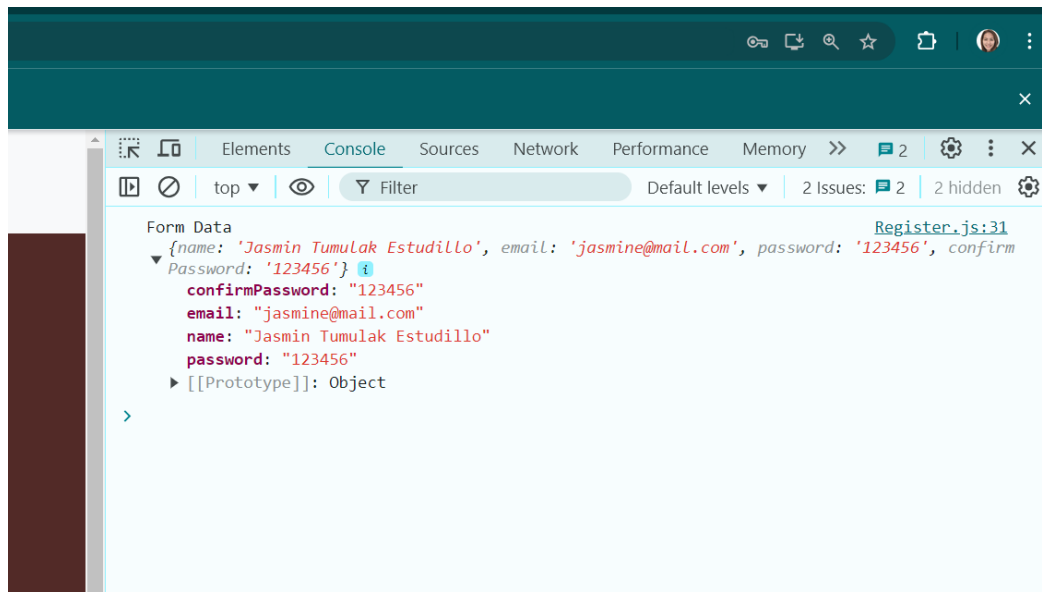 Elements Console Sources Network Performance Memory 2
top Filter Default levels 2 Issues: 2 2 hidden
Form Data Register.js:31
{name: 'Jasmin Tumulak Estudillo', email: 'jasmine@mail.com', password: '123456', confirm
Password: '123456'} i
confirmPassword: "123456"
email: "jasmine@mail.com"
name: "Jasmin Tumulak Estudillo"
password: "123456"
[[Prototype]]: Object